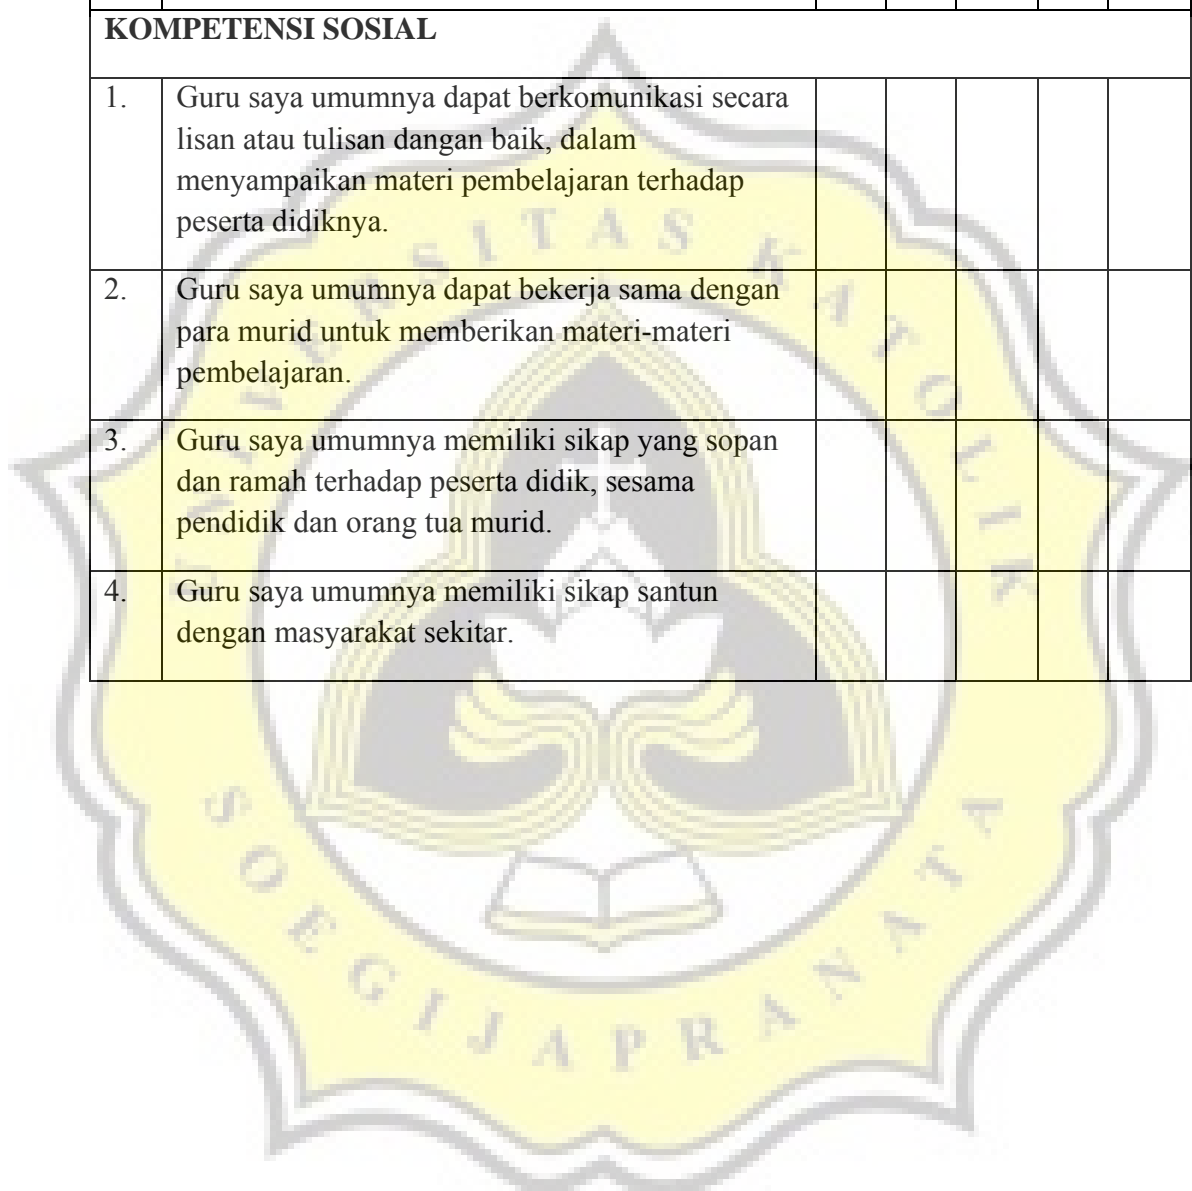 KOMPETENSI SOSIAL
1. Guru saya umumnya dapat berkomunikasi secara
lisan atau tulisan dangan baik, dalam
menyampaikan materi pembelajaran terhadap
peserta didiknya.
2. Guru saya umumnya dapat bekerja sama dengan
para murid untuk memberikan materi-materi
pembelajaran.
3. Guru saya umumnya memiliki sikap yang sopan
dan ramah terhadap peserta didik, sesama
pendidik dan orang tua murid.
4. Guru saya umumnya memiliki sikap santun
dengan masyarakat sekitar.
UNIVERSITAS KATOLIK
SOEGIJAPRANATA